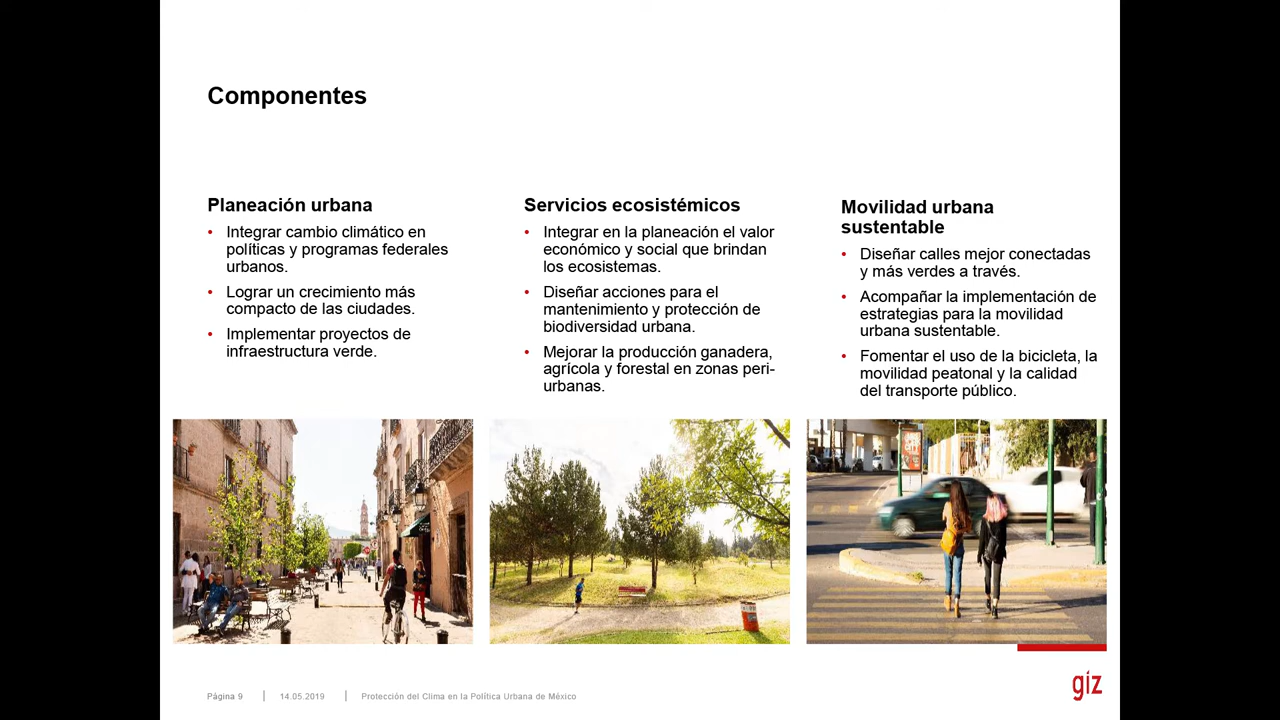 Componentes
Planeación urbana
• Integrar cambio climático en
políticas y programas federales
urbanos.
• Lograr un crecimiento más
compacto de las ciudades.
• Implementar proyectos de
infraestructura verde.
Servicios ecosistémicos
• Integrar en la planeación el valor
económico y social que brindan
los ecosistemas.
• Diseñar acciones para el
mantenimiento y protección de
biodiversidad urbana.
• Mejorar la producción ganadera,
agrícola y forestal en zonas peri-
urbanas.
Movilidad urbana
sustentable
• Diseñar calles mejor conectadas
y más verdes a través.
• Acompañar la implementación de
estrategias para la movilidad
urbana sustentable.
• Fomentar el uso de la bicicleta, la
movilidad peatonal y la calidad
del transporte público.
Página 9 | 14.05.2019 | Protección del Clima en la Política Urbana de México
giz